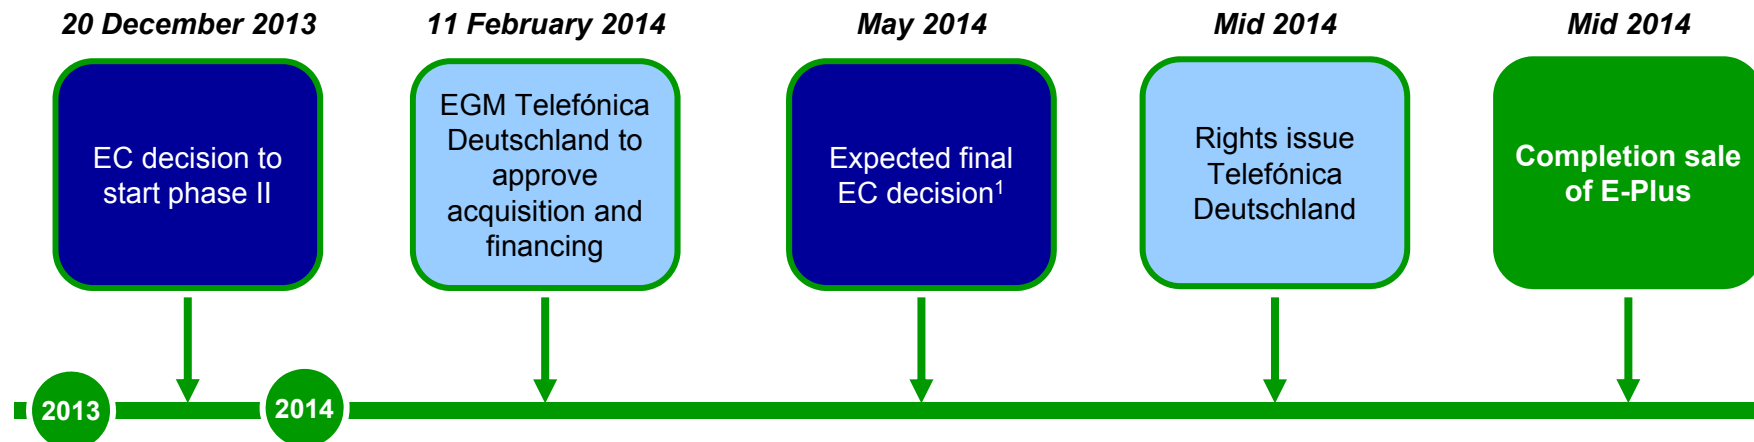 20 December 2013
11 February 2014
May 2014
Mid 2014
Mid 2014
EC decision to
start phase II
EGM Telefónica
Deutschland to
approve
acquisition and
financing
Expected final
EC decision1
Rights issue
Telefónica
Deutschland
Completion sale
of E-Plus
2013
2014